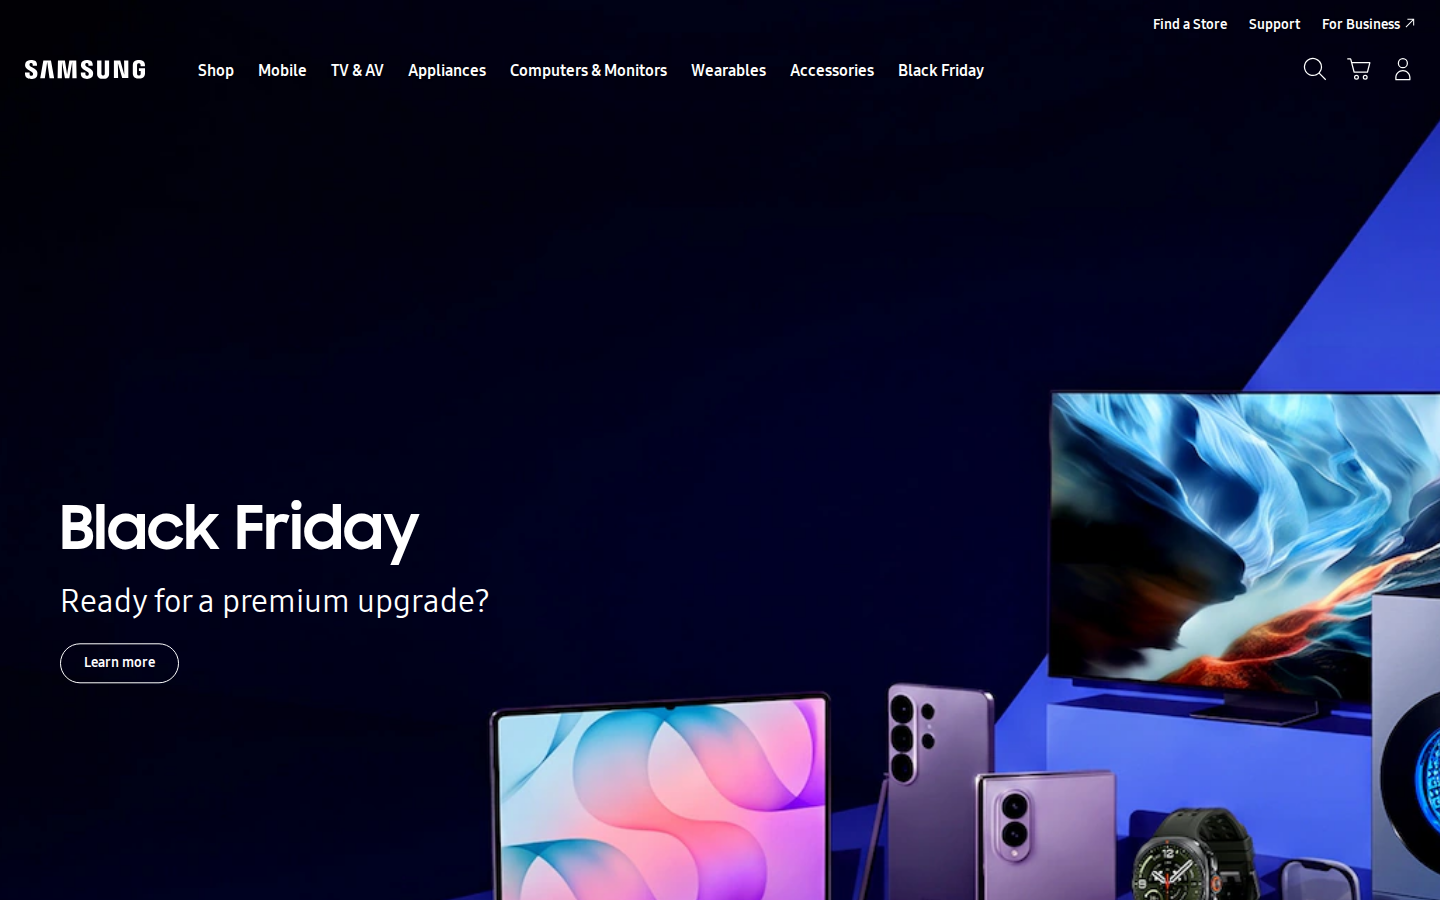 Find a Store Support For Business
SAMSUNG Shop Mobile TV & AV Appliances Computers & Monitors Wearables Accessories Black Friday
Black Friday
Ready for a premium upgrade?
Learn more